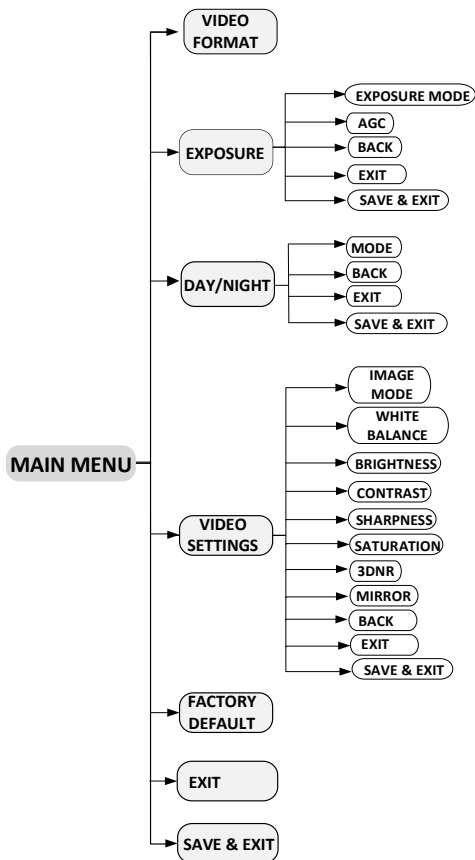 MAIN MENU
VIDEO
FORMAT
EXPOSURE
EXPOSURE MODE
AGC
BACK
EXIT
SAVE & EXIT
DAY/NIGHT
MODE
BACK
EXIT
SAVE & EXIT
VIDEO
SETTINGS
IMAGE
MODE
WHITE
BALANCE
BRIGHTNESS
CONTRAST
SHARPNESS
SATURATION
3DNR
MIRROR
BACK
EXIT
SAVE & EXIT
FACTORY
DEFAULT
EXIT
SAVE & EXIT